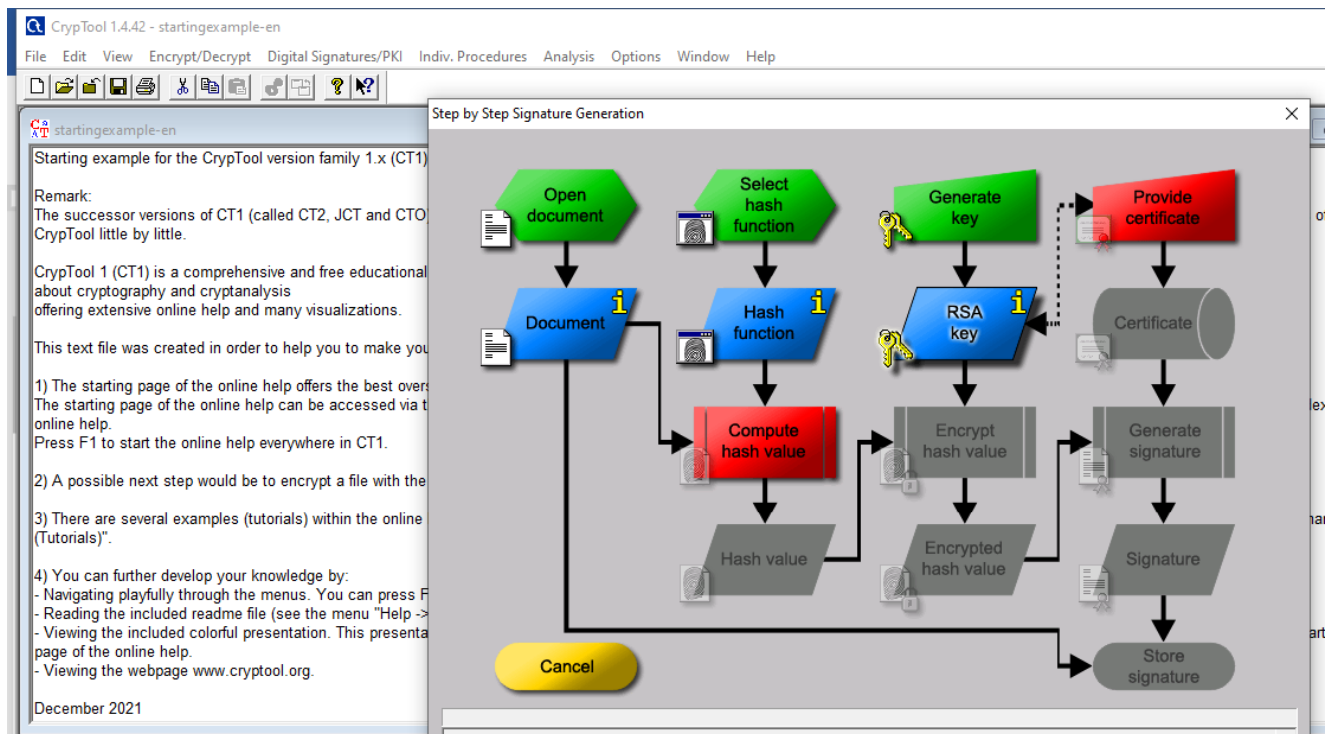 CrypTool 1.4.42 - startingexample-en
File Edit View Encrypt/Decrypt Digital Signatures/PKI Indiv. Procedures Analysis Options Window Help
startingexample-en
Starting example for the CrypTool version family 1.x (CT1)
Remark:
The successor versions of CT1 (called CT2, JCT and CTO
CrypTool little by little.
CrypTool 1 (CT1) is a comprehensive and free educational
about cryptography and cryptanalysis
offering extensive online help and many visualizations.
This text file was created in order to help you to make you
1) The starting page of the online help offers the best overs
The starting page of the online help can be accessed via t
online help.
Press F1 to start the online help everywhere in CT1.
2) A possible next step would be to encrypt a file with the
3) There are several examples (tutorials) within the online
(Tutorials)".
4) You can further develop your knowledge by:
- Navigating playfully through the menus. You can press F
- Reading the included readme file (see the menu "Help ->
- Viewing the included colorful presentation. This presenta
page of the online help.
- Viewing the webpage www.cryptool.org.
December 2021
Step by Step Signature Generation
Open
document
Select
hash
function
Generate
key
Provide
certificate
Document
Hash
function
RSA
key
Certificate
Compute
hash value
Encrypt
hash value
Generate
signature
Hash value
Encrypted
hash value
Signature
Cancel
Store
signature